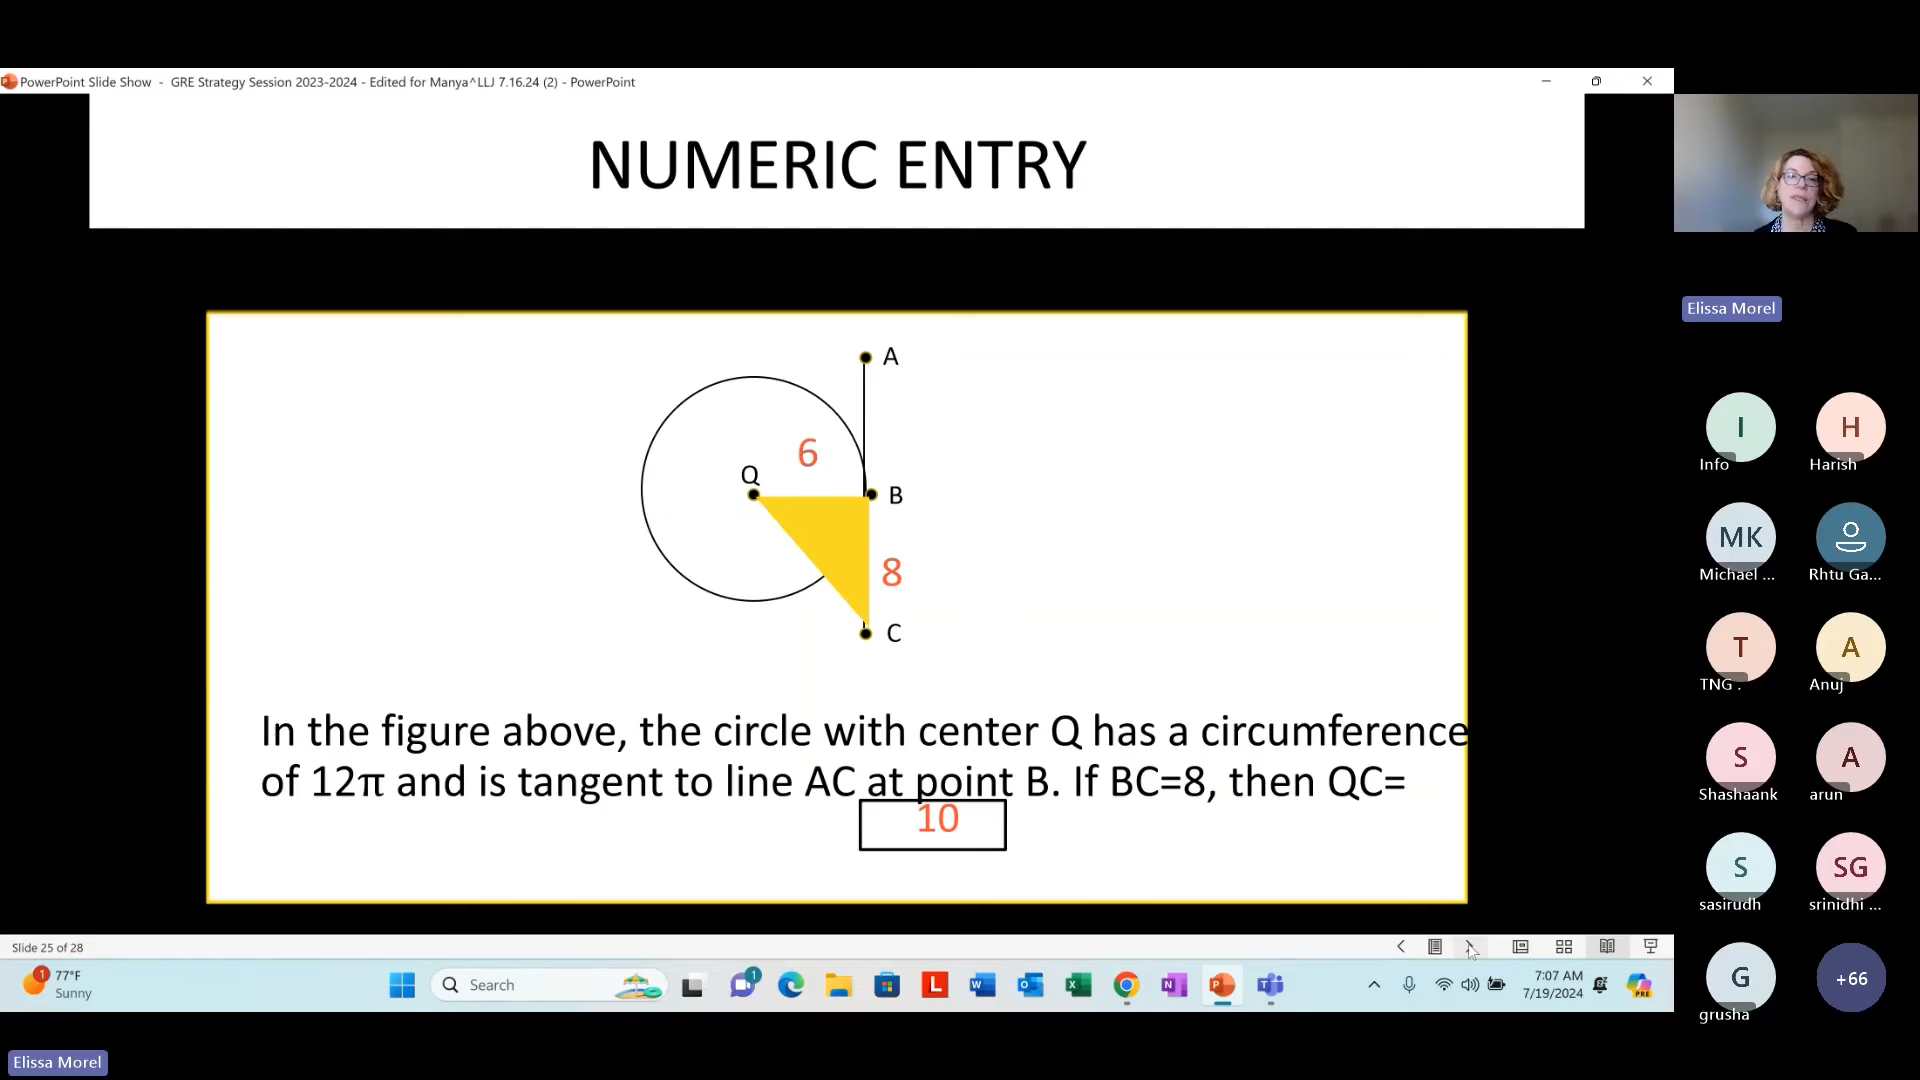 PowerPoint Slide Show - GRE Strategy Session 2023-2024 - Edited for Manya^LLJ 7.16.24 (2) - PowerPoint
NUMERIC ENTRY
A
6
Q
B
8
C
In the figure above, the circle with center Q has a circumference
of 12π and is tangent to line AC at point B. If BC=8, then QC=
10
Slide 25 of 28
1
77°F
Sunny
Search
1
7:07 AM
7/19/2024
PRE
Elissa Morel
I
Info
H
Harish
MK
Michael ...
Rhtu Ga...
T
TNG .
A
Anuj
S
Shashaank
A
arun
S
sasirudh
SG
srinidhi ...
G
grusha
+66
Elissa Morel